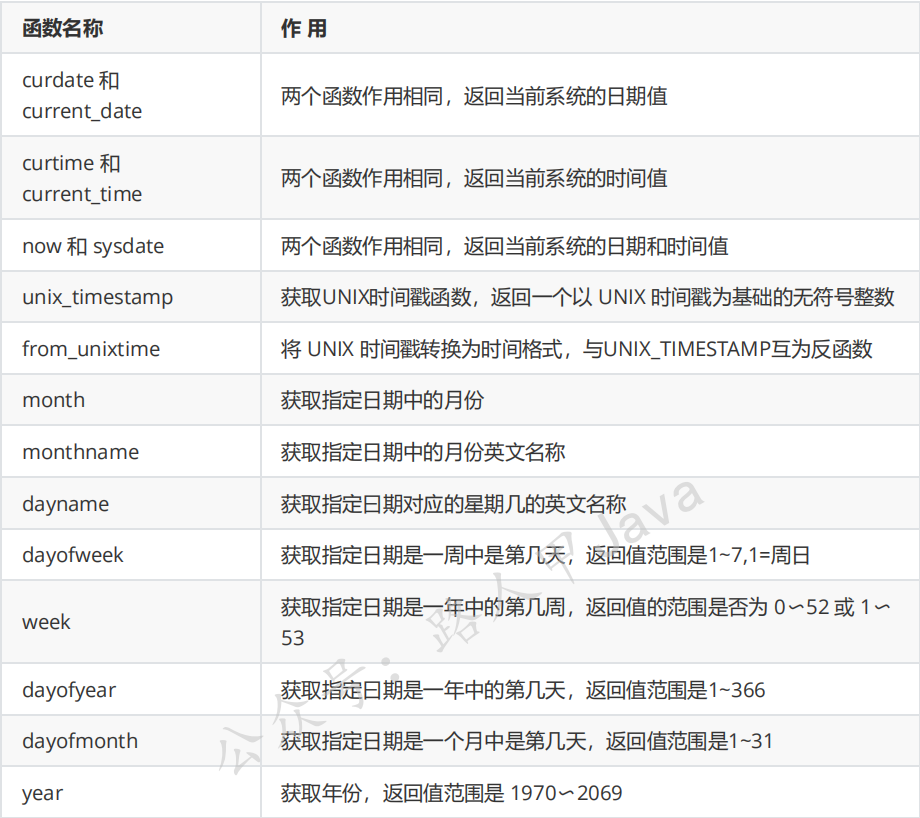 函数名称 作 用
curdate 和
current_date
两个函数作用相同，返回当前系统的日期值
curtime 和
current_time
两个函数作用相同，返回当前系统的时间值
now 和 sysdate 两个函数作用相同，返回当前系统的日期和时间值
unix_timestamp 获取UNIX时间戳函数，返回一个以 UNIX 时间戳为基础的无符号整数
from_unixtime 将 UNIX 时间戳转换为时间格式，与UNIX_TIMESTAMP互为反函数
month 获取指定日期中的月份
monthname 获取指定日期中的月份英文名称
dayname 获取指定曰期对应的星期几的英文名称
dayofweek 获取指定日期是一周中是第几天，返回值范围是1~7,1=周日
week 获取指定日期是一年中的第几周，返回值的范围是否为 0〜52 或 1〜
53
dayofyear 获取指定曰期是一年中的第几天，返回值范围是1~366
dayofmonth 获取指定日期是一个月中是第几天，返回值范围是1~31
year 获取年份，返回值范围是 1970〜2069
公众号：路人甲Java